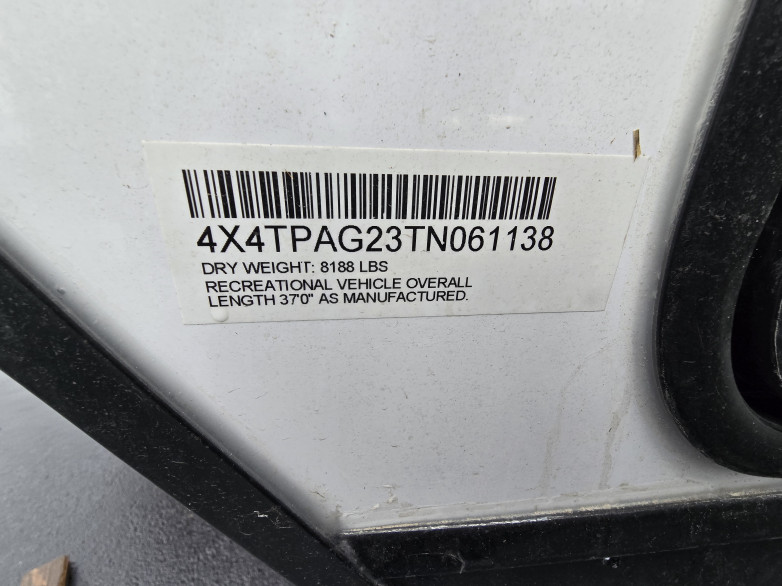 4X4TPAG23TN061138
DRY WEIGHT: 8188 LBS
RECREATIONAL VEHICLE OVERALL
LENGTH 37'0" AS MANUFACTURED.